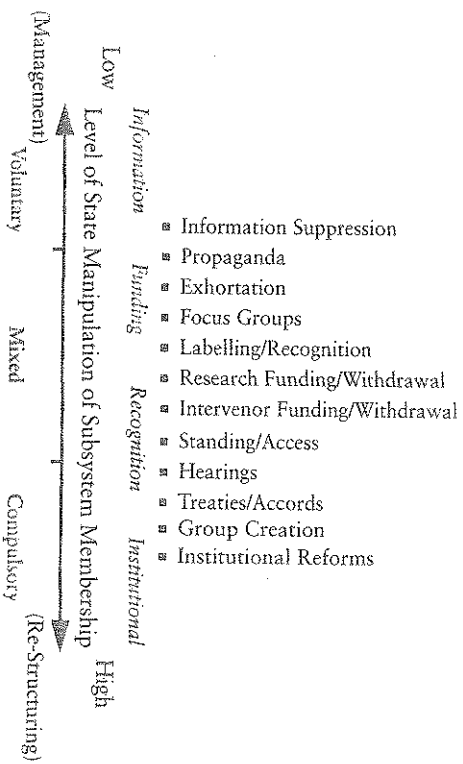 Information Suppression
Propaganda
Exhortation
Focus Groups
Labelling/Recognition
Research Funding/Withdrawal
Intervenor Funding/Withdrawal
Standing/Access
Hearings
Treaties/Accords
Group Creation
Institutional Reforms
Information Funding Recognition Institutional
Low Level of State Manipulation of Subsystem Membership High
Voluntary Mixed Compulsory
(Management) (Re-Structuring)